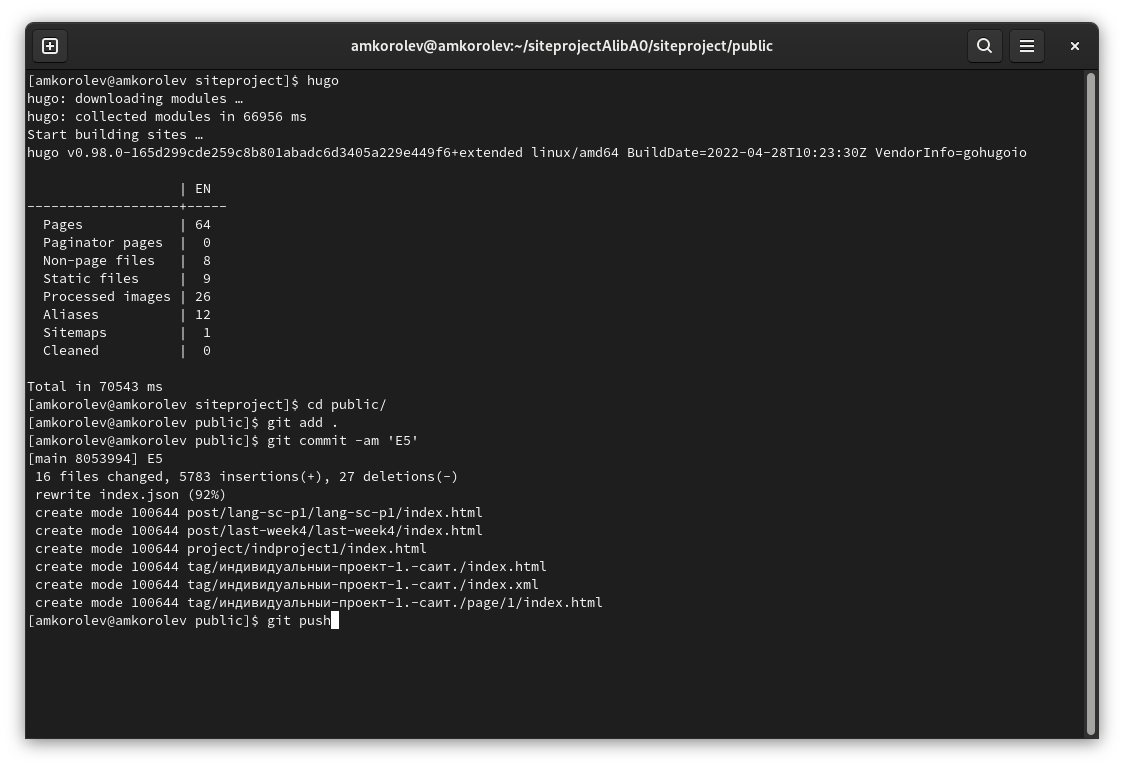 amkorolev@amkorolev:~/siteprojectAlibA0/siteproject/public
[amkorolev@amkorolev siteproject]$ hugo
hugo: downloading modules …
hugo: collected modules in 66956 ms
Start building sites …
hugo v0.98.0-165d299cde259c8b801abadc6d3405a229e449f6+extended linux/amd64 BuildDate=2022-04-28T10:23:30Z VendorInfo=gohugoio
                   | EN
-------------------+-----
  Pages            | 64
  Paginator pages  |  0
  Non-page files   |  8
  Static files     |  9
  Processed images | 26
  Aliases          | 12
  Sitemaps         |  1
  Cleaned          |  0
Total in 70543 ms
[amkorolev@amkorolev siteproject]$ cd public/
[amkorolev@amkorolev public]$ git add .
[amkorolev@amkorolev public]$ git commit -am 'E5'
[main 8053994] E5
 16 files changed, 5783 insertions(+), 27 deletions(-)
 rewrite index.json (92%)
 create mode 100644 post/lang-sc-p1/lang-sc-p1/index.html
 create mode 100644 post/last-week4/last-week4/index.html
 create mode 100644 project/indproject1/index.html
 create mode 100644 tag/индивидуальныи-проект-1.-саит./index.html
 create mode 100644 tag/индивидуальныи-проект-1.-саит./index.xml
 create mode 100644 tag/индивидуальныи-проект-1.-саит./page/1/index.html
[amkorolev@amkorolev public]$ git push